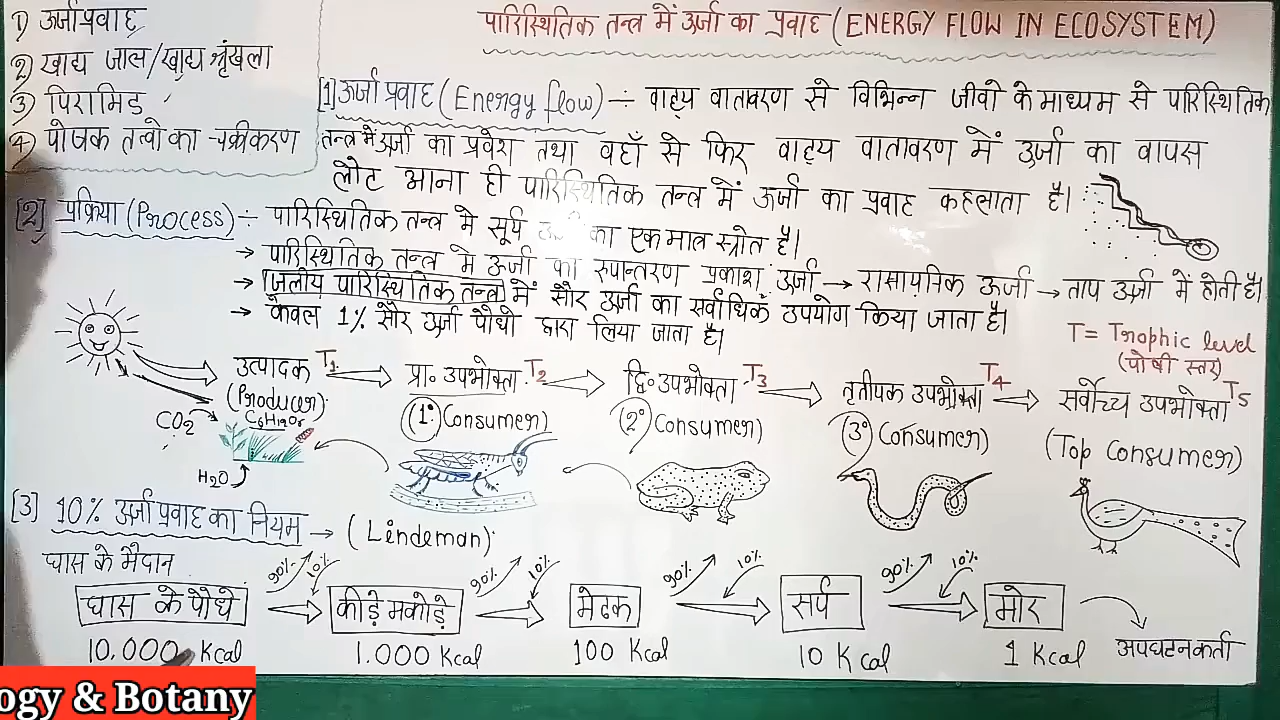 पारिस्थितिक तन्त्र में ऊर्जा का प्रवाह (ENERGY FLOW IN ECOSYSTEM)
1) ऊर्जाप्रवाह
2) खाद्य जाल/खाद्य श्रृंखला
3) पिरामिड
4) पोषक तत्वो का चक्रीकरण
[1] ऊर्जा प्रवाह (Energy flow) ÷ वाह्य वातावरण से विभिन्न जीवो के माध्यम से पारिस्थितिक
तन्त्र में ऊर्जा का प्रवेश तथा वहाँ से फिर वाह्य वातावरण में ऊर्जा का वापस
लौट आना ही पारिस्थितिक तन्त्र में ऊर्जा का प्रवाह कहलाता है।
[2] प्रक्रिया (Process) ÷ पारिस्थितिक तन्त्र मे सूर्य का एकमात्र स्त्रोत है।
→ पारिस्थितिक तन्त्र मे ऊर्जा का रुपान्तरण प्रकाश ऊर्जा → रासायनिक ऊर्जा → ताप ऊर्जा में होती है।
→ जलीय पारिस्थितिक तन्त्र में सौर ऊर्जा का सर्वाधिक उपयोग किया जाता है।
→ केवल 1% सौर ऊर्जा पौधो द्वारा लिया जाता है।
T = Trophic level
(पोषी स्तर)
उत्पादक T1 → प्रा॰ उपभोक्ता T2 → द्वि॰ उपभोक्ता T3 → तृतीयक उपभोक्ता T4 → सर्वोच्च उपभोक्ता T5
(Producer) (1° Consumer) (2° Consumer) (3° Consumer) (Top Consumer)
CO2
H2O
[3] 10% ऊर्जा प्रवाह का नियम → (Lindeman)
घास के मैदान
90% 10% 90% 10% 90% 10% 90% 10%
घास के पौधे → कीड़े मकोड़े → मेढक → सर्प → मोर
10,000 Kcal 1,000 Kcal 100 Kcal 10 Kcal 1 Kcal अपघटनकर्ता
ogy & Botany